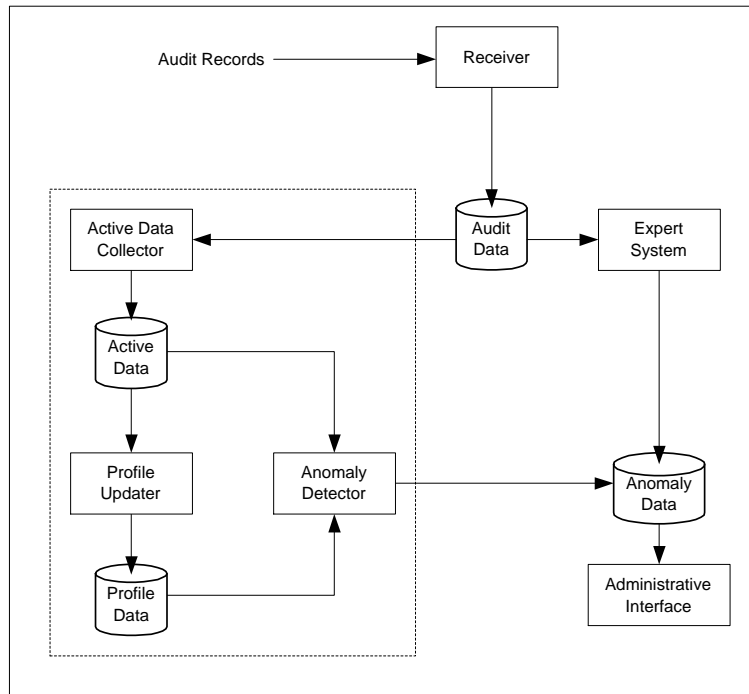 Audit Records
Receiver
Active Data
Collector
Audit
Data
Expert
System
Active
Data
Profile
Updater
Anomaly
Detector
Anomaly
Data
Profile
Data
Administrative
Interface